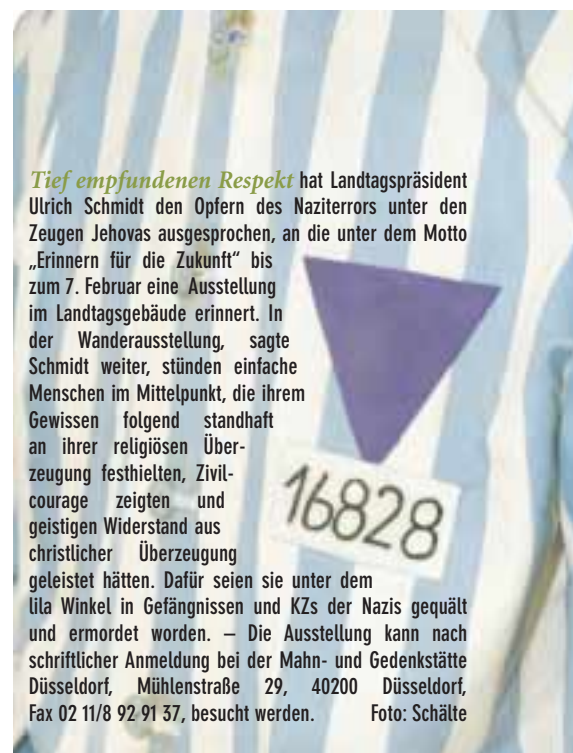 Tief empfundenen Respekt hat Landtagspräsident
Ulrich Schmidt den Opfern des Naziterrors unter den
Zeugen Jehovas ausgesprochen, an die unter dem Motto
„Erinnern für die Zukunft“ bis
zum 7. Februar eine Ausstellung
im Landtagsgebäude erinnert. In
der Wanderausstellung, sagte
Schmidt weiter, stünden einfache
Menschen im Mittelpunkt, die ihrem
Gewissen folgend standhaft
an ihrer religiösen Über-
zeugung festhielten, Zivil-
courage zeigten und
geistigen Widerstand aus
christlicher Überzeugung
geleistet hätten. Dafür seien sie unter dem
lila Winkel in Gefängnissen und KZs der Nazis gequält
und ermordet worden. – Die Ausstellung kann nach
schriftlicher Anmeldung bei der Mahn- und Gedenkstätte
Düsseldorf, Mühlenstraße 29, 40200 Düsseldorf,
Fax 02 11/8 92 91 37, besucht werden. Foto: Schälte
16828